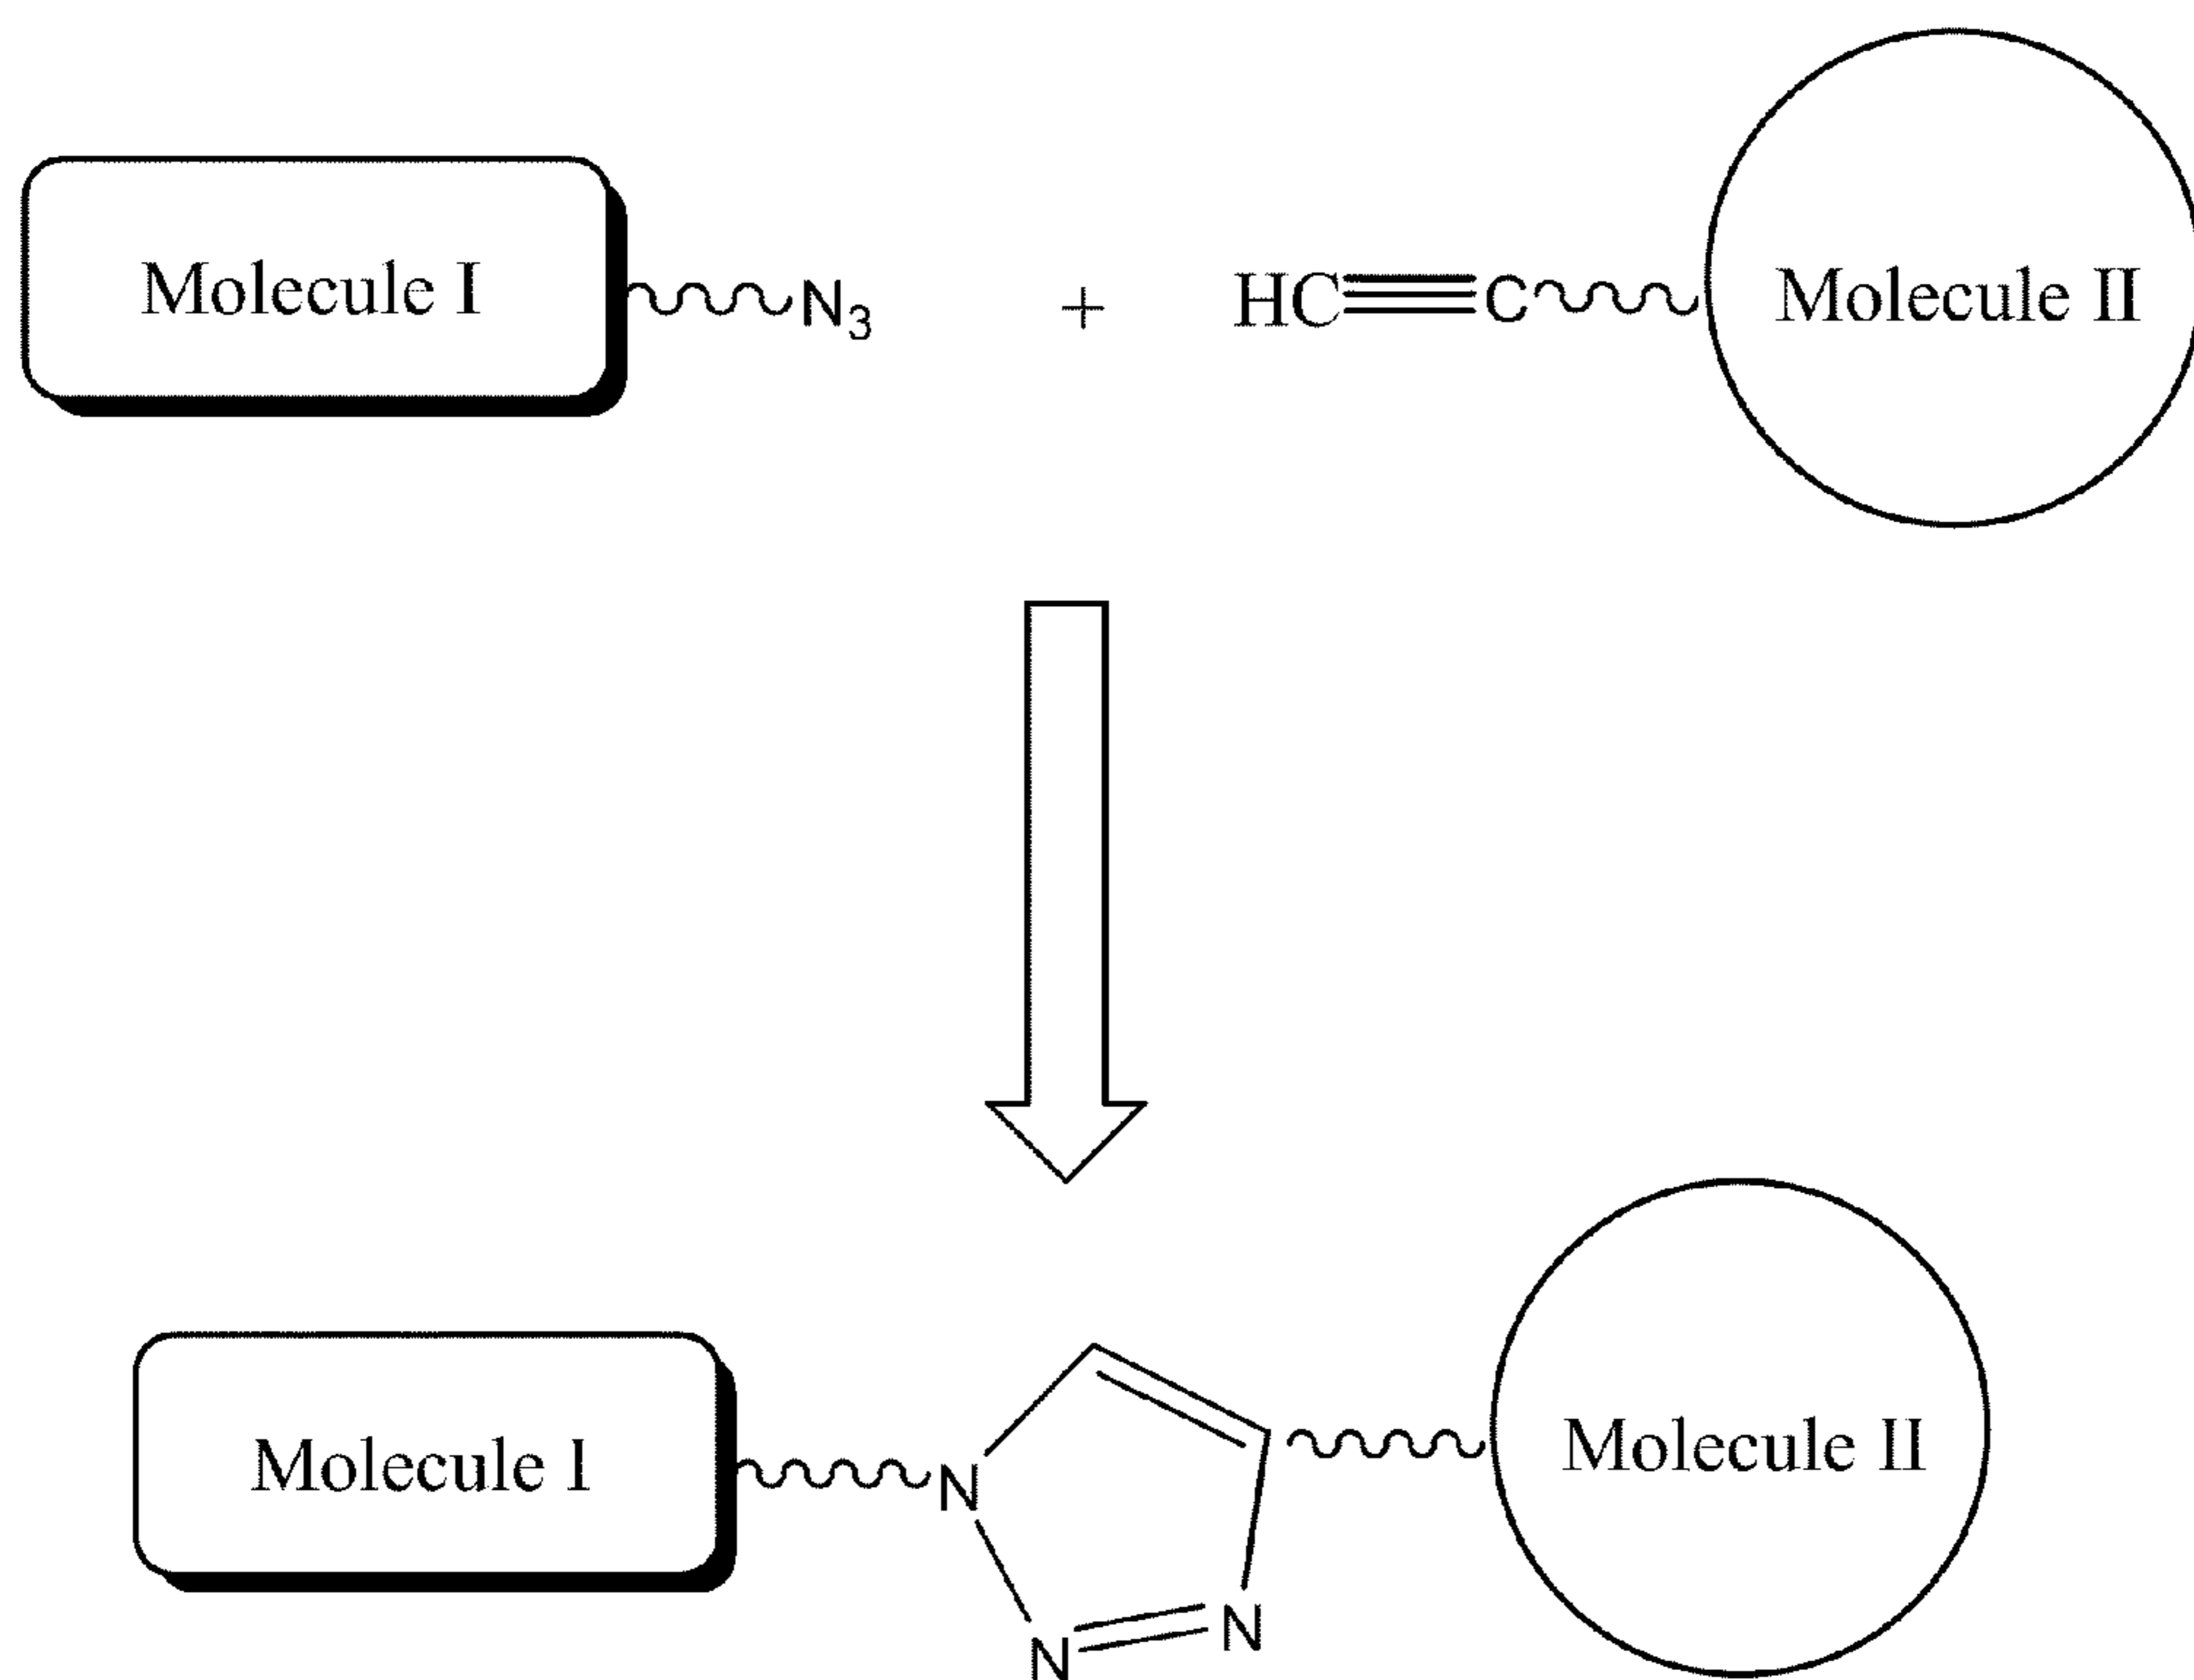 Molecule I N₃ + HC≡C Molecule II
Molecule I N Molecule II
N N